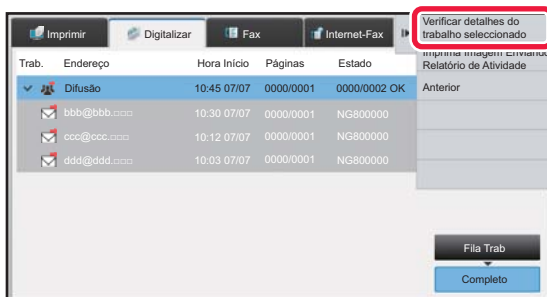 Imprimir Digitalizar Fax Internet-Fax
Verificar detalhes do
trabalho seleccionado
Imprima Imagem Enviando
Relatório de Atividade
Anterior
Trab. Endereço Hora Início Páginas Estado
Difusão 10:45 07/07 0000/0001 0000/0002 OK
bbb@bbb.□□□ 10:30 07/07 0000/0001 NG800000
ccc@ccc.□□□ 10:12 07/07 0000/0001 NG800000
ddd@ddd.□□□ 10:03 07/07 0000/0001 NG800000
Fila Trab
Completo